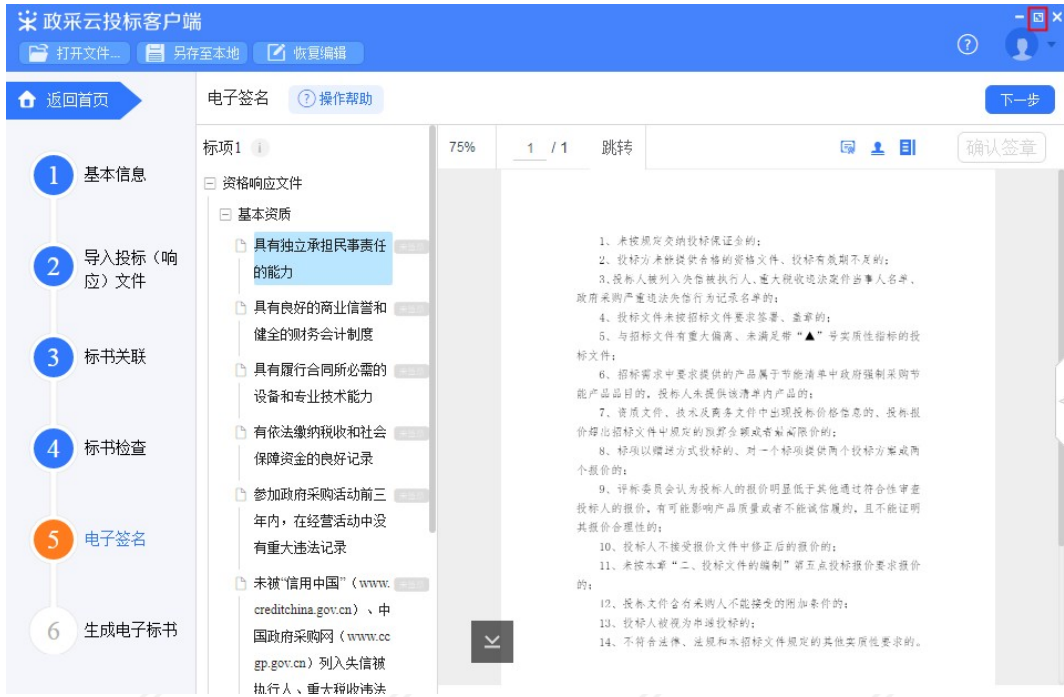 政采云投标客户端
打开文件... 另存至本地 恢复编辑
返回首页
电子签名 操作帮助 下一步
1 基本信息
2 导入投标（响
应）文件
3 标书关联
4 标书检查
5 电子签名
6 生成电子标书
标项1
资格响应文件
基本资质
具有独立承担民事责任
的能力
具有良好的商业信誉和
健全的财务会计制度
具有履行合同所必需的
设备和专业技术能力
有依法缴纳税收和社会
保障资金的良好记录
参加政府采购活动前三
年内，在经营活动中没
有重大违法记录
未被“信用中国”（www.
creditchina.gov.cn）、中
国政府采购网（www.cc
gp.gov.cn）列入失信被
执行人、重大税收违法
75% 1 / 1 跳转 确认签章
1、未按规定交纳投标保证金的；
2、投标方未能提供合格的资格文件、投标有效期不足的；
3、投标人被列入失信被执行人、重大税收违法案件当事人名单、
政府采购严重违法失信行为记录名单的；
4、投标文件未按招标文件要求签署、盖章的；
5、与招标文件有重大偏离、未满足带“▲”号实质性指标的投
标文件；
6、招标需求中要求提供的产品属于节能清单中政府强制采购节
能产品品目的，投标人未提供该清单内产品的；
7、资质文件、技术及商务文件中出现投标价格信息的、投标报
价超出招标文件中规定的预算金额或者最高限价的；
8、标项以赠送方式投标的、对一个标项提供两个投标方案或两
个报价的；
9、评标委员会认为投标人的报价明显低于其他通过符合性审查
投标人的报价，有可能影响产品质量或者不能诚信履约，且不能证明
其报价合理性的；
10、投标人不接受报价文件中修正后的报价的；
11、未按本章“二、投标文件的编制”第五点投标报价要求报价
的；
12、投标文件含有采购人不能接受的附加条件的；
13、投标人被视为串通投标的；
14、不符合法律、法规和本招标文件规定的其他实质性要求的。